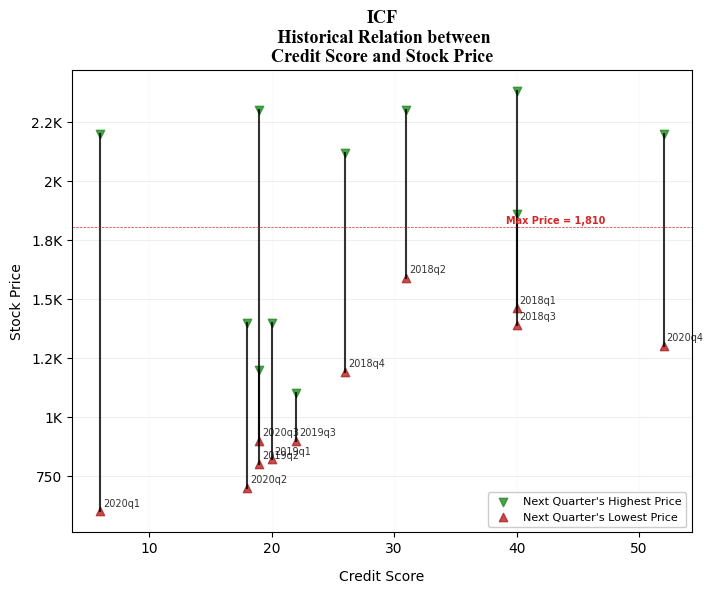 ICF
Historical Relation between
Credit Score and Stock Price
Stock Price
2.2K
2K
1.8K
1.5K
1.2K
1K
750
Max Price = 1,810
2018q2
2018q1
2018q3
2020q4
2018q4
2020q3
2019q3
2019q1
2019q2
2020q2
2020q1
Next Quarter's Highest Price
Next Quarter's Lowest Price
10
20
30
40
50
Credit Score